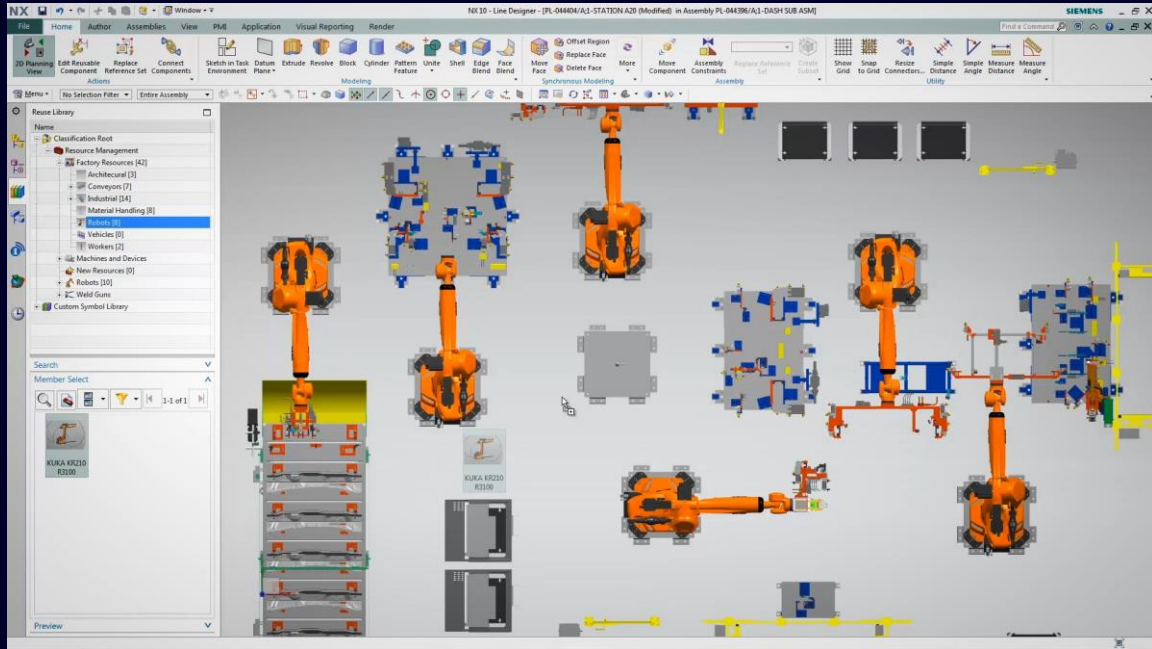 NX
Window
NX 10 - Line Designer - [PL-044404/A;1-STATION A20 (Modified) in Assembly PL-044396/A;1-DASH SUB ASM]
SIEMENS
File Home Author Assemblies View PMI Application Visual Reporting Render
Find a Command
2D Planning View
Edit Reusable Component
Replace Reference Set
Connect Components
Sketch in Task Environment
Datum Plane
Extrude
Revolve
Block
Cylinder
Pattern Feature
Unite
Shell
Edge Blend
Face Blend
Move Face
Offset Region
Replace Face
Delete Face
More
Move Component
Assembly Constraints
Replace Reference Set
Create Subset
Show Grid
Snap to Grid
Resize Connectors...
Simple Distance
Simple Angle
Measure Distance
Measure Angle
Actions
Modeling
Synchronous Modeling
Assembly
Utility
Menu
No Selection Filter
Entire Assembly
Reuse Library
Name
Classification Root
Resource Management
Factory Resources [42]
Architecural [3]
Conveyors [7]
Industrial [14]
Material Handling [8]
Robots [8]
Vehicles [0]
Workers [2]
Machines and Devices
New Resources [0]
Robots [10]
Weld Guns
Custom Symbol Library
Search
Member Select
1-1 of 1
KUKA KR210
R3100
KUKA KR210
R3100
Preview